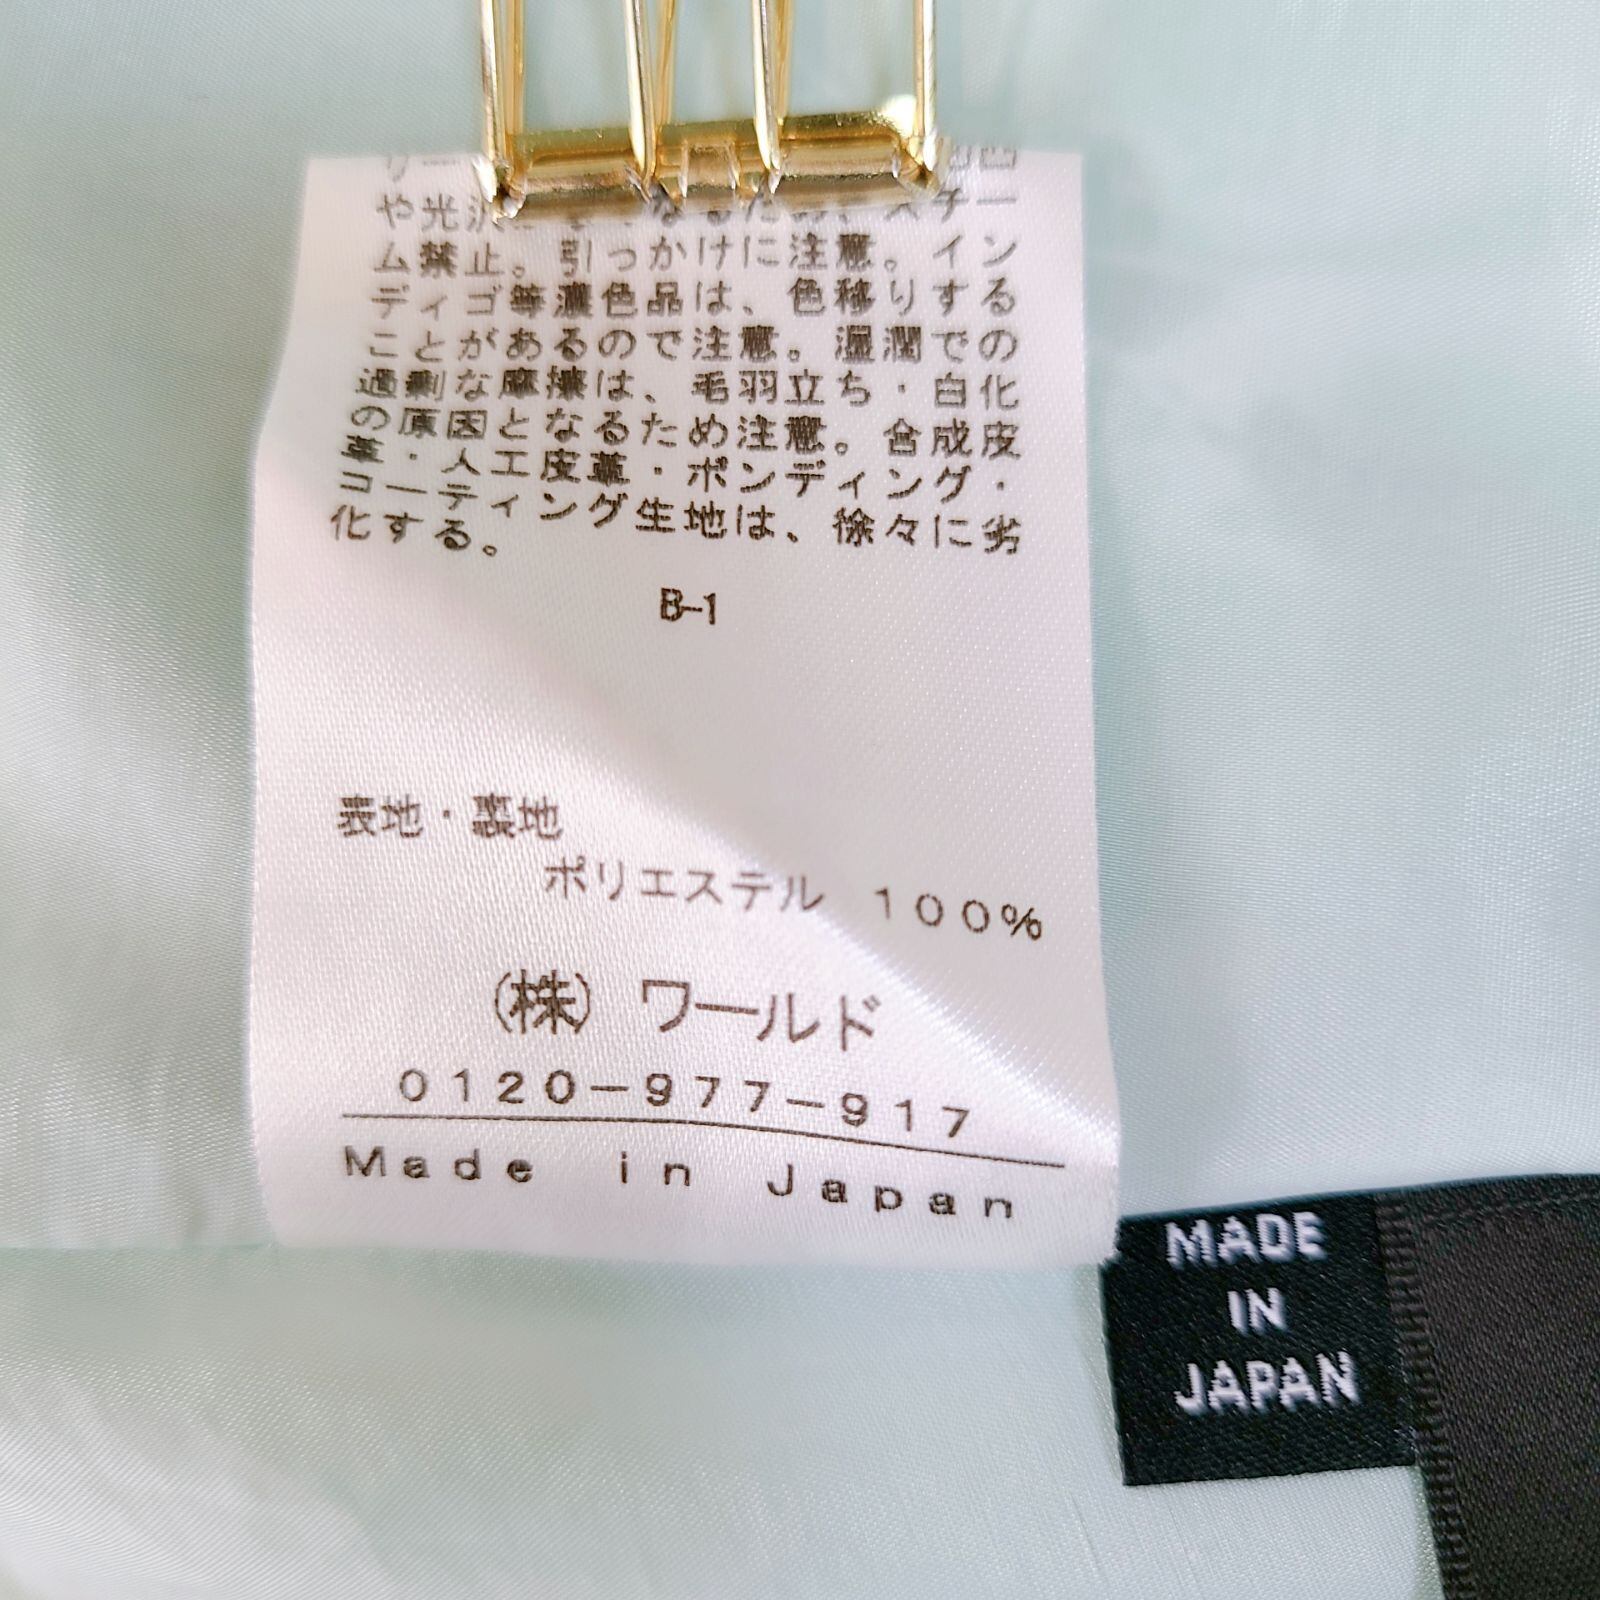 や光沢
なるため、スチー
ム禁止。引っかけに注意。イン
ディゴ等濃色品は、色移りする
ことがあるので注意。湿潤での
過剰な摩擦は、毛羽立ち・白化
の原因となるため注意。合成皮
革・人工皮革・ボンディング・
コーティング生地は、徐々に劣
化する。
B-1
表地・裏地
ポリエステル 100%
(株) ワールド
0120-977-917
Made in Japan
MADE
IN
JAPAN